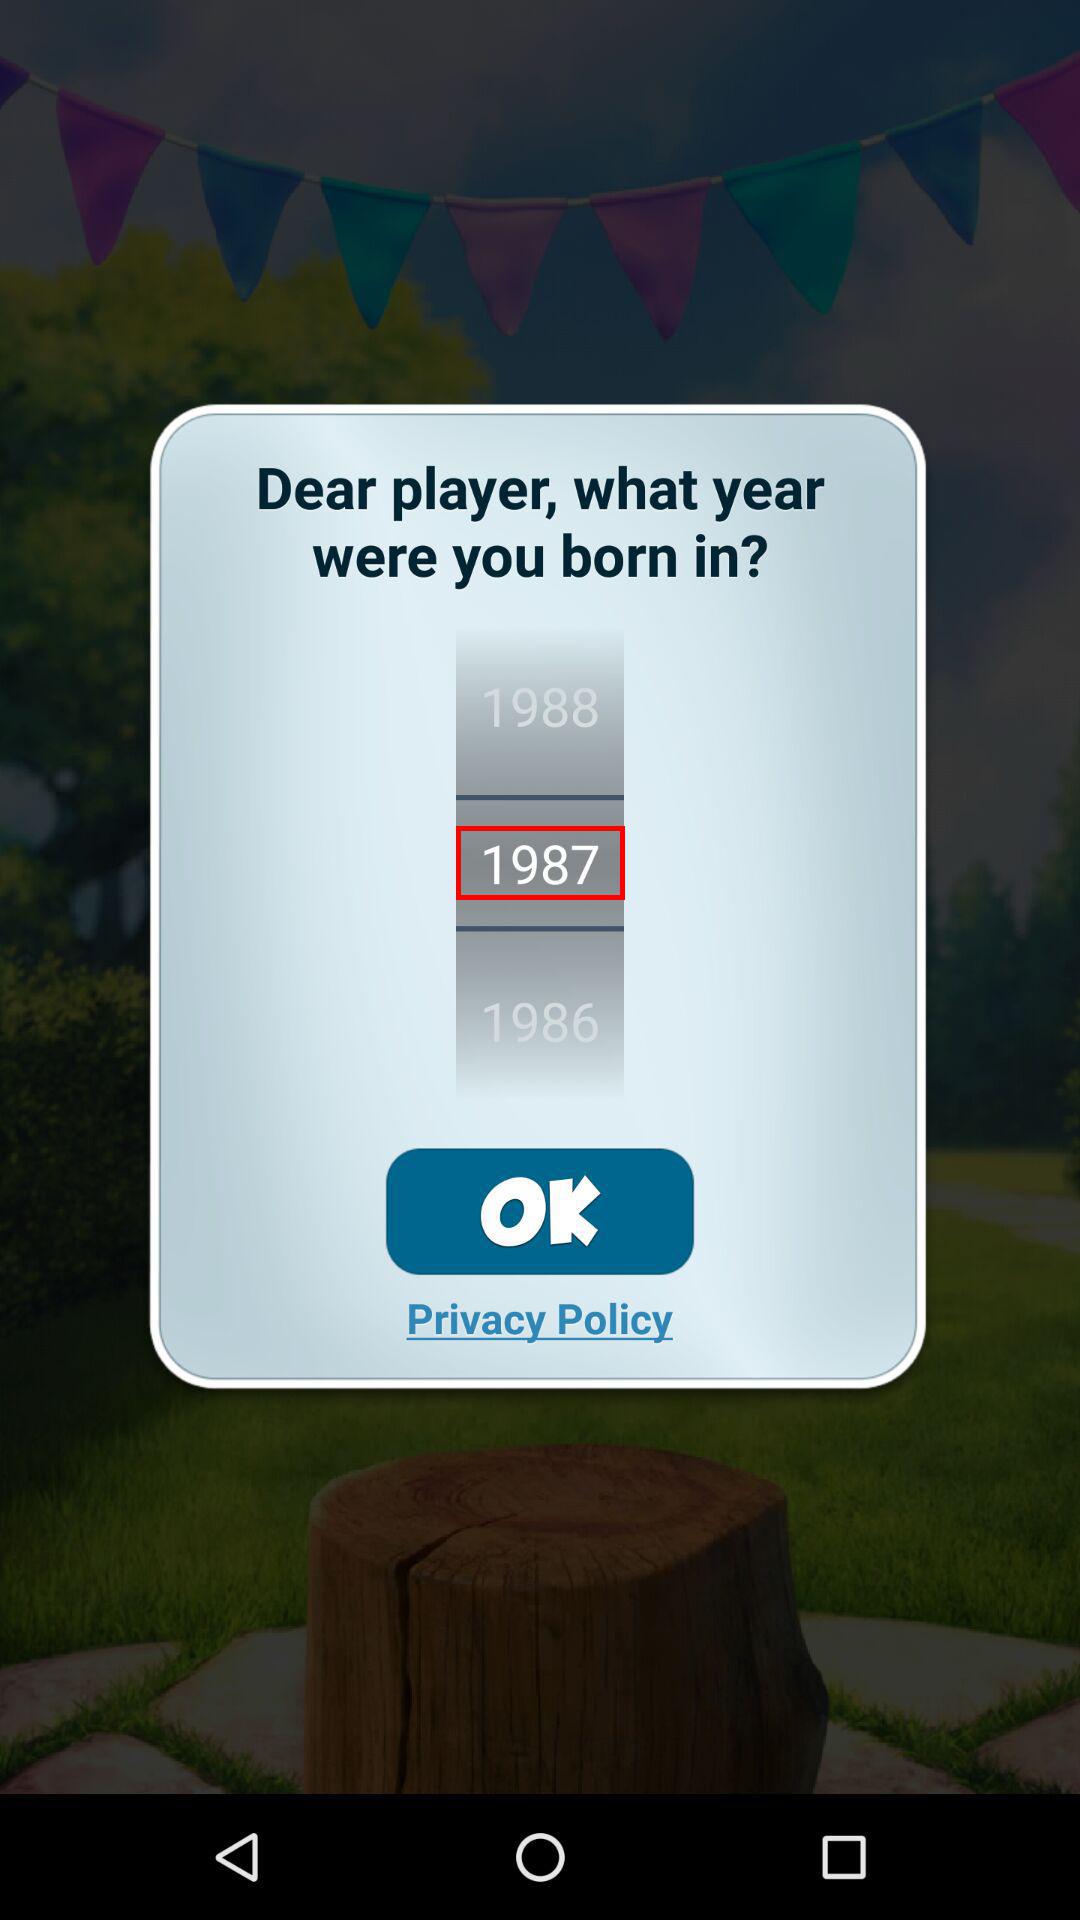 Dear player, what year
were you born in?
1988
1987
1986
OK
Privacy Policy